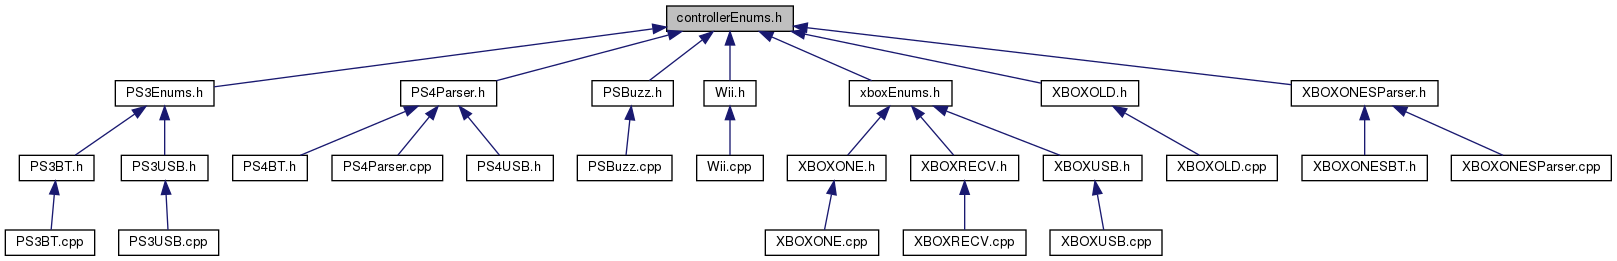 controllerEnums.h
PS3Enums.h
PS4Parser.h
PSBuzz.h
Wii.h
xboxEnums.h
XBOXOLD.h
XBOXONESParser.h
PS3BT.h
PS3USB.h
PS4BT.h
PS4Parser.cpp
PS4USB.h
PSBuzz.cpp
Wii.cpp
XBOXONE.h
XBOXRECV.h
XBOXUSB.h
XBOXOLD.cpp
XBOXONESBT.h
XBOXONESParser.cpp
PS3BT.cpp
PS3USB.cpp
XBOXONE.cpp
XBOXRECV.cpp
XBOXUSB.cpp